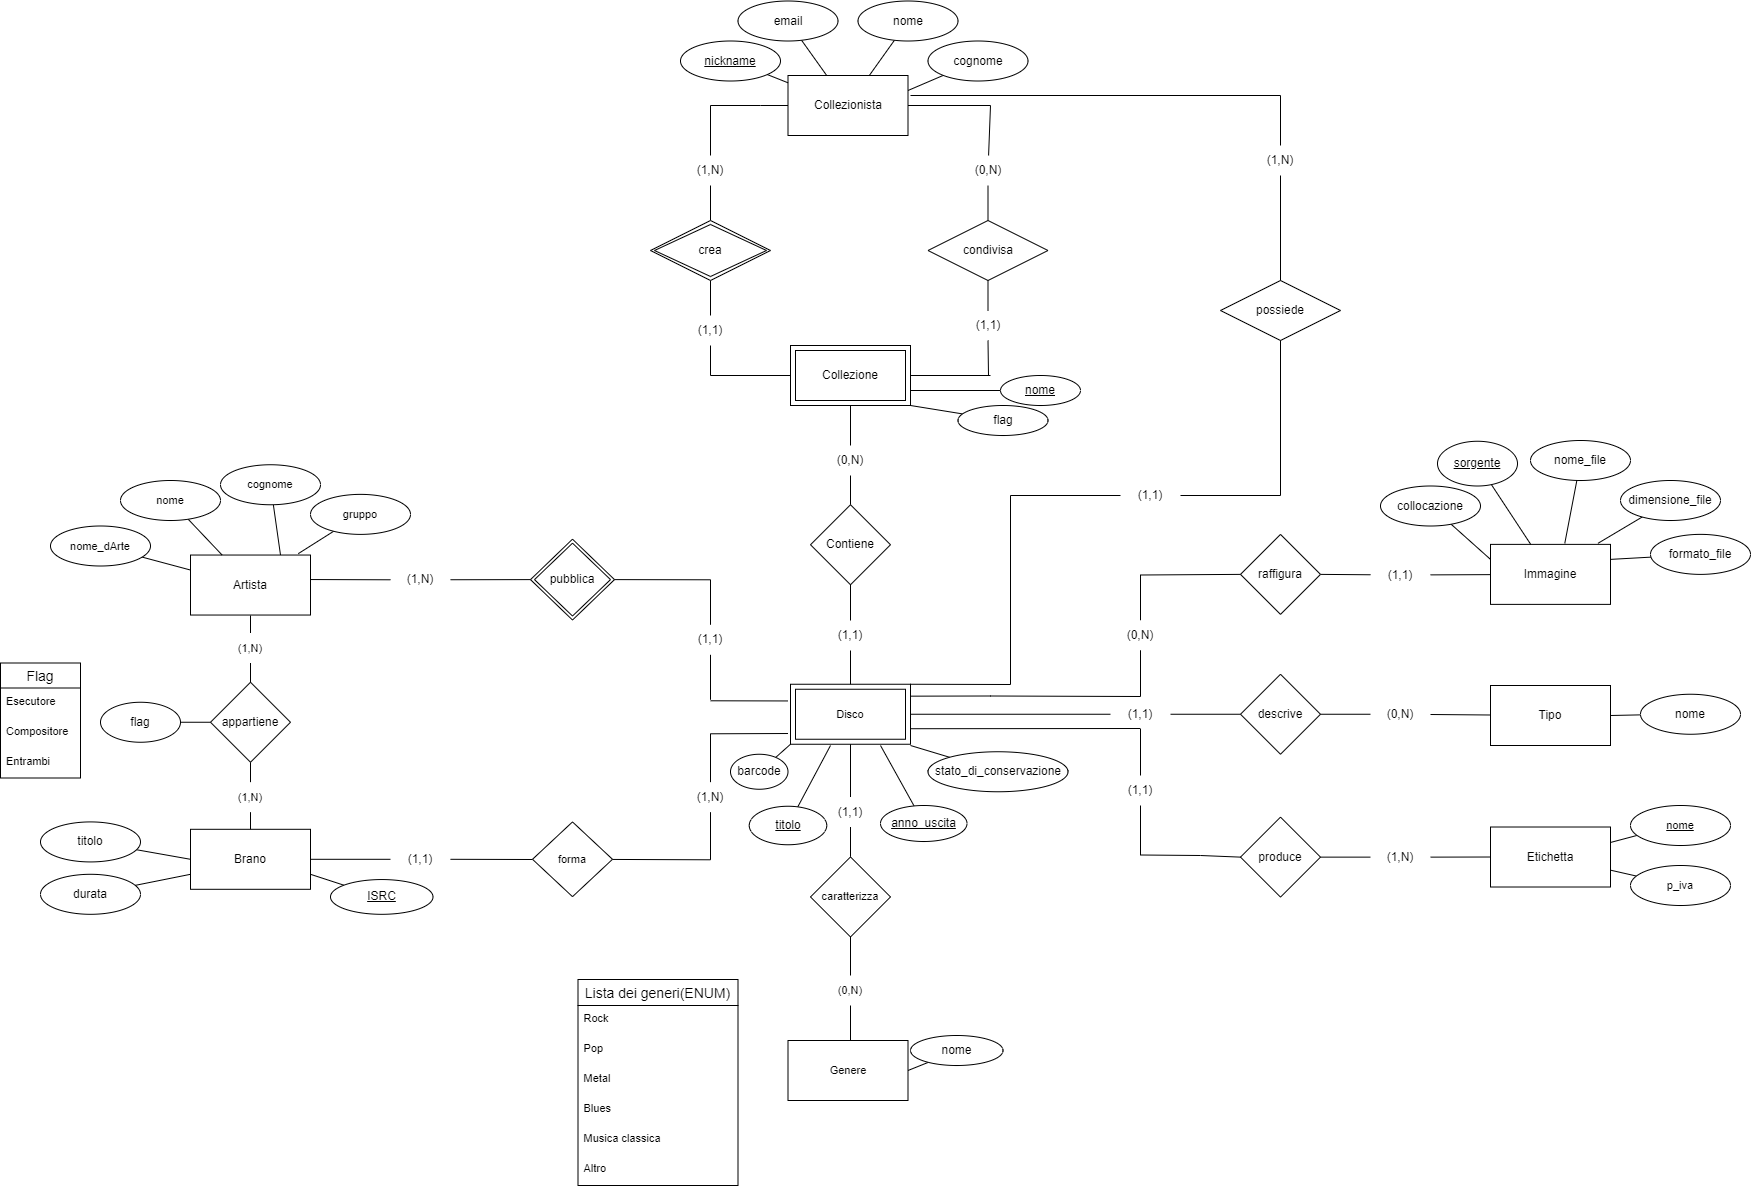 email
nome
nickname
cognome
Collezionista
(1,N)
(0,N)
(1,N)
crea
condivisa
possiede
(1,1)
(1,1)
Collezione
nome
flag
(0,N)
(1,1)
nome
cognome
gruppo
nome_dArte
Artista
(1,N)
pubblica
(1,1)
Contiene
(1,1)
sorgente
nome_file
collocazione
dimensione_file
formato_file
Immagine
raffigura
(1,1)
(0,N)
(1,N)
Flag
Esecutore
Compositore
Entrambi
flag
appartiene
(1,N)
Disco
(1,1)
descrive
(0,N)
Tipo
nome
barcode
titolo
(1,1)
anno_uscita
stato_di_conservazione
(1,N)
(1,1)
titolo
durata
Brano
ISRC
(1,1)
forma
caratterizza
produce
(1,N)
Etichetta
nome
p_iva
(0,N)
Genere
nome
Lista dei generi(ENUM)
Rock
Pop
Metal
Blues
Musica classica
Altro